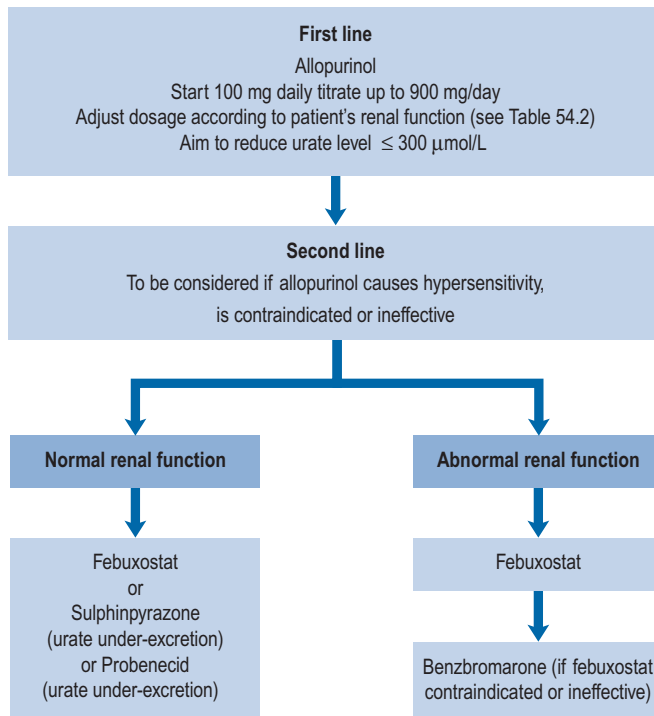 First line
Allopurinol
Start 100 mg daily titrate up to 900 mg/day
Adjust dosage according to patient's renal function (see Table 54.2)
Aim to reduce urate level ≤ 300 μmol/L
Second line
To be considered if allopurinol causes hypersensitivity,
is contraindicated or ineffective
Normal renal function
Febuxostat
or
Sulphinpyrazone
(urate under-excretion)
or Probenecid
(urate under-excretion)
Abnormal renal function
Febuxostat
Benzbromarone (if febuxostat
contraindicated or ineffective)